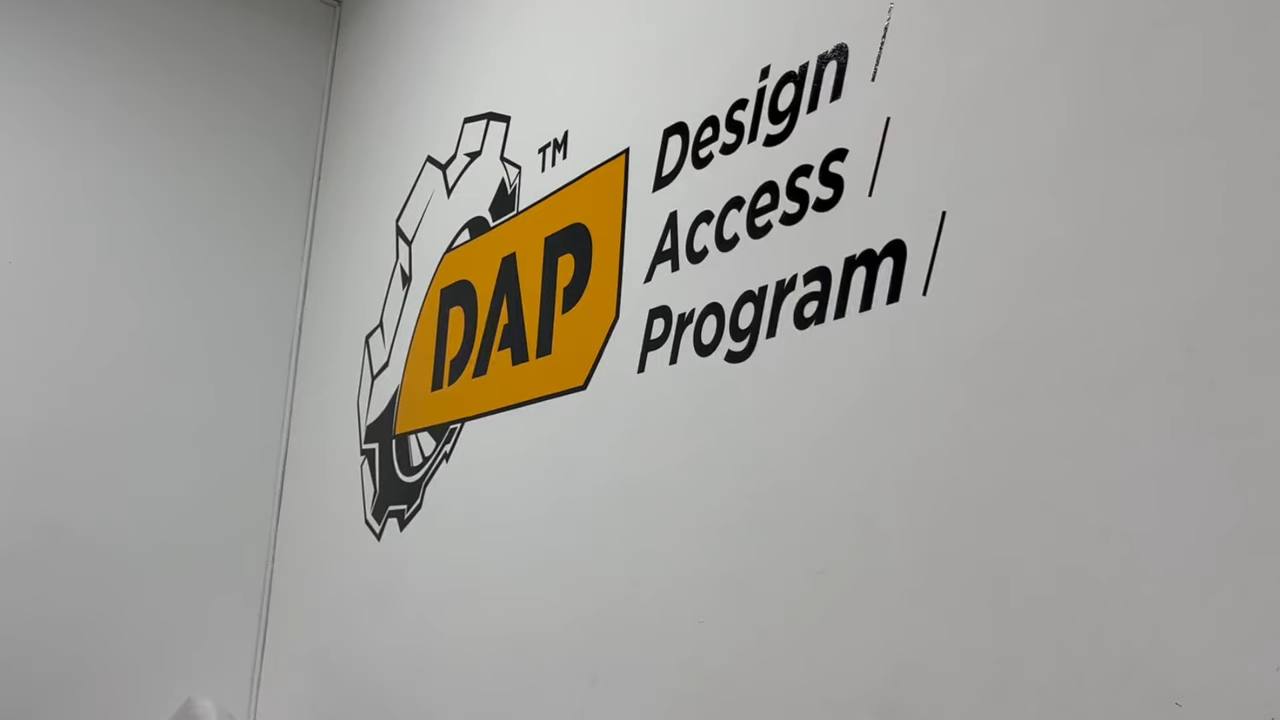 TM
DAP
Design /
Access /
Program /